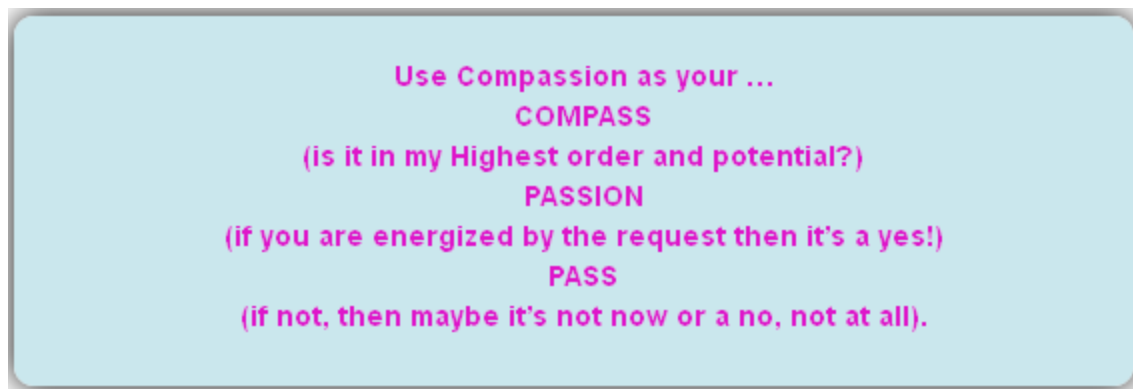 Use Compassion as your ...
COMPASS
(is it in my Highest order and potential?)
PASSION
(if you are energized by the request then it’s a yes!)
PASS
(if not, then maybe it’s not now or a no, not at all).